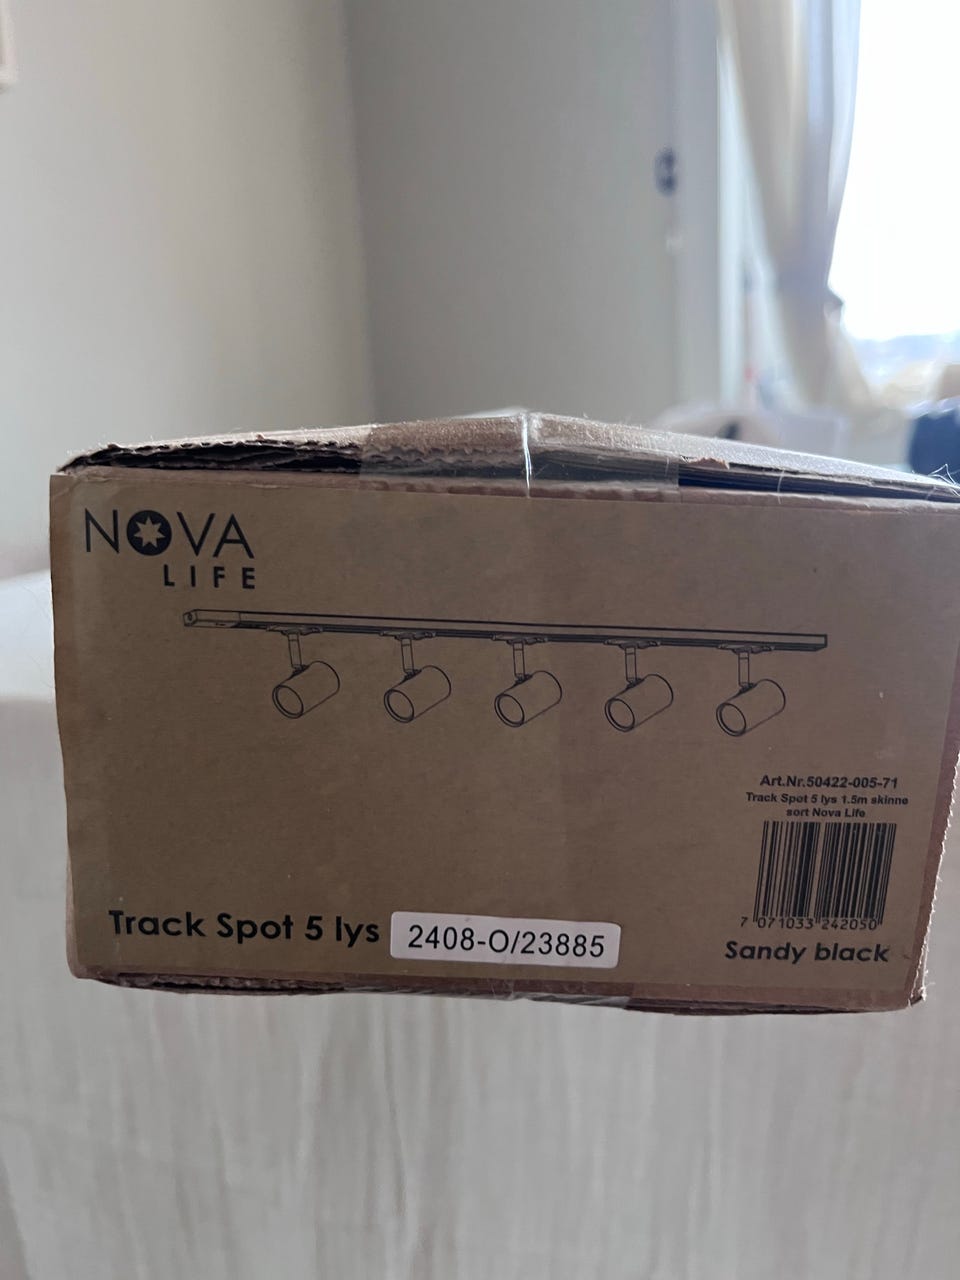 NOVA
LIFE
Art.Nr.50422-005-71
Track Spot 5 lys 1.5m skinne
sort Nova Life
7 071033 242050
Track Spot 5 lys
2408-O/23885
Sandy black